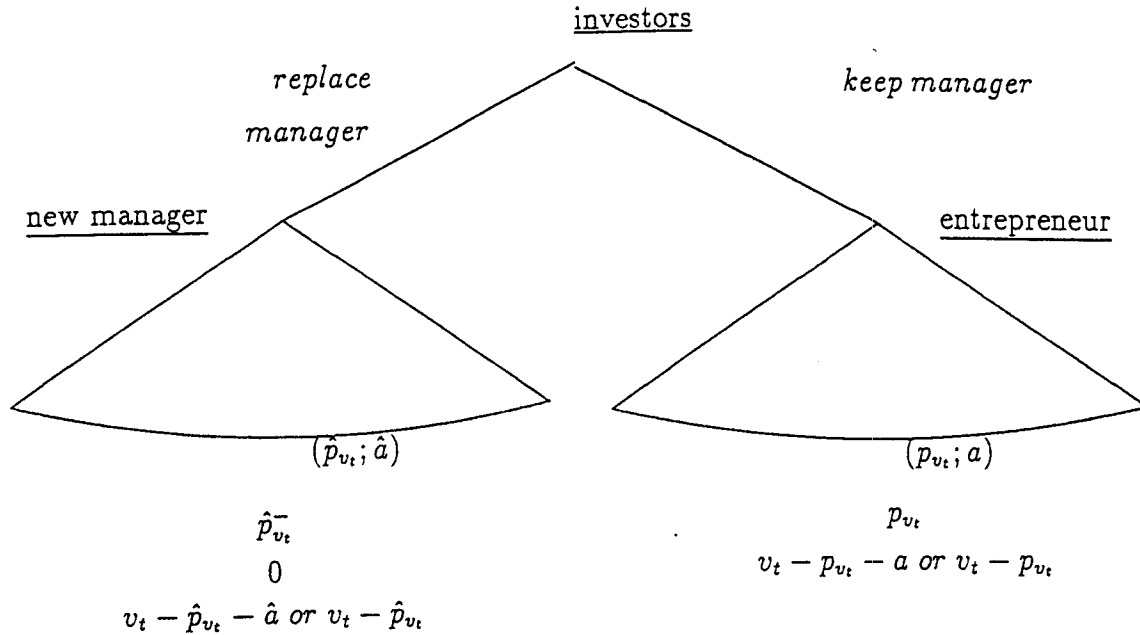 investors
replace
manager
keep manager
new manager
entrepreneur
(p̂_{v_t}; â)
(p_{v_t}; a)
p̂⁻_{v_t}
0
v_t − p̂_{v_t} − â or v_t − p̂_{v_t}
p_{v_t}
v_t − p_{v_t} − a or v_t − p_{v_t}